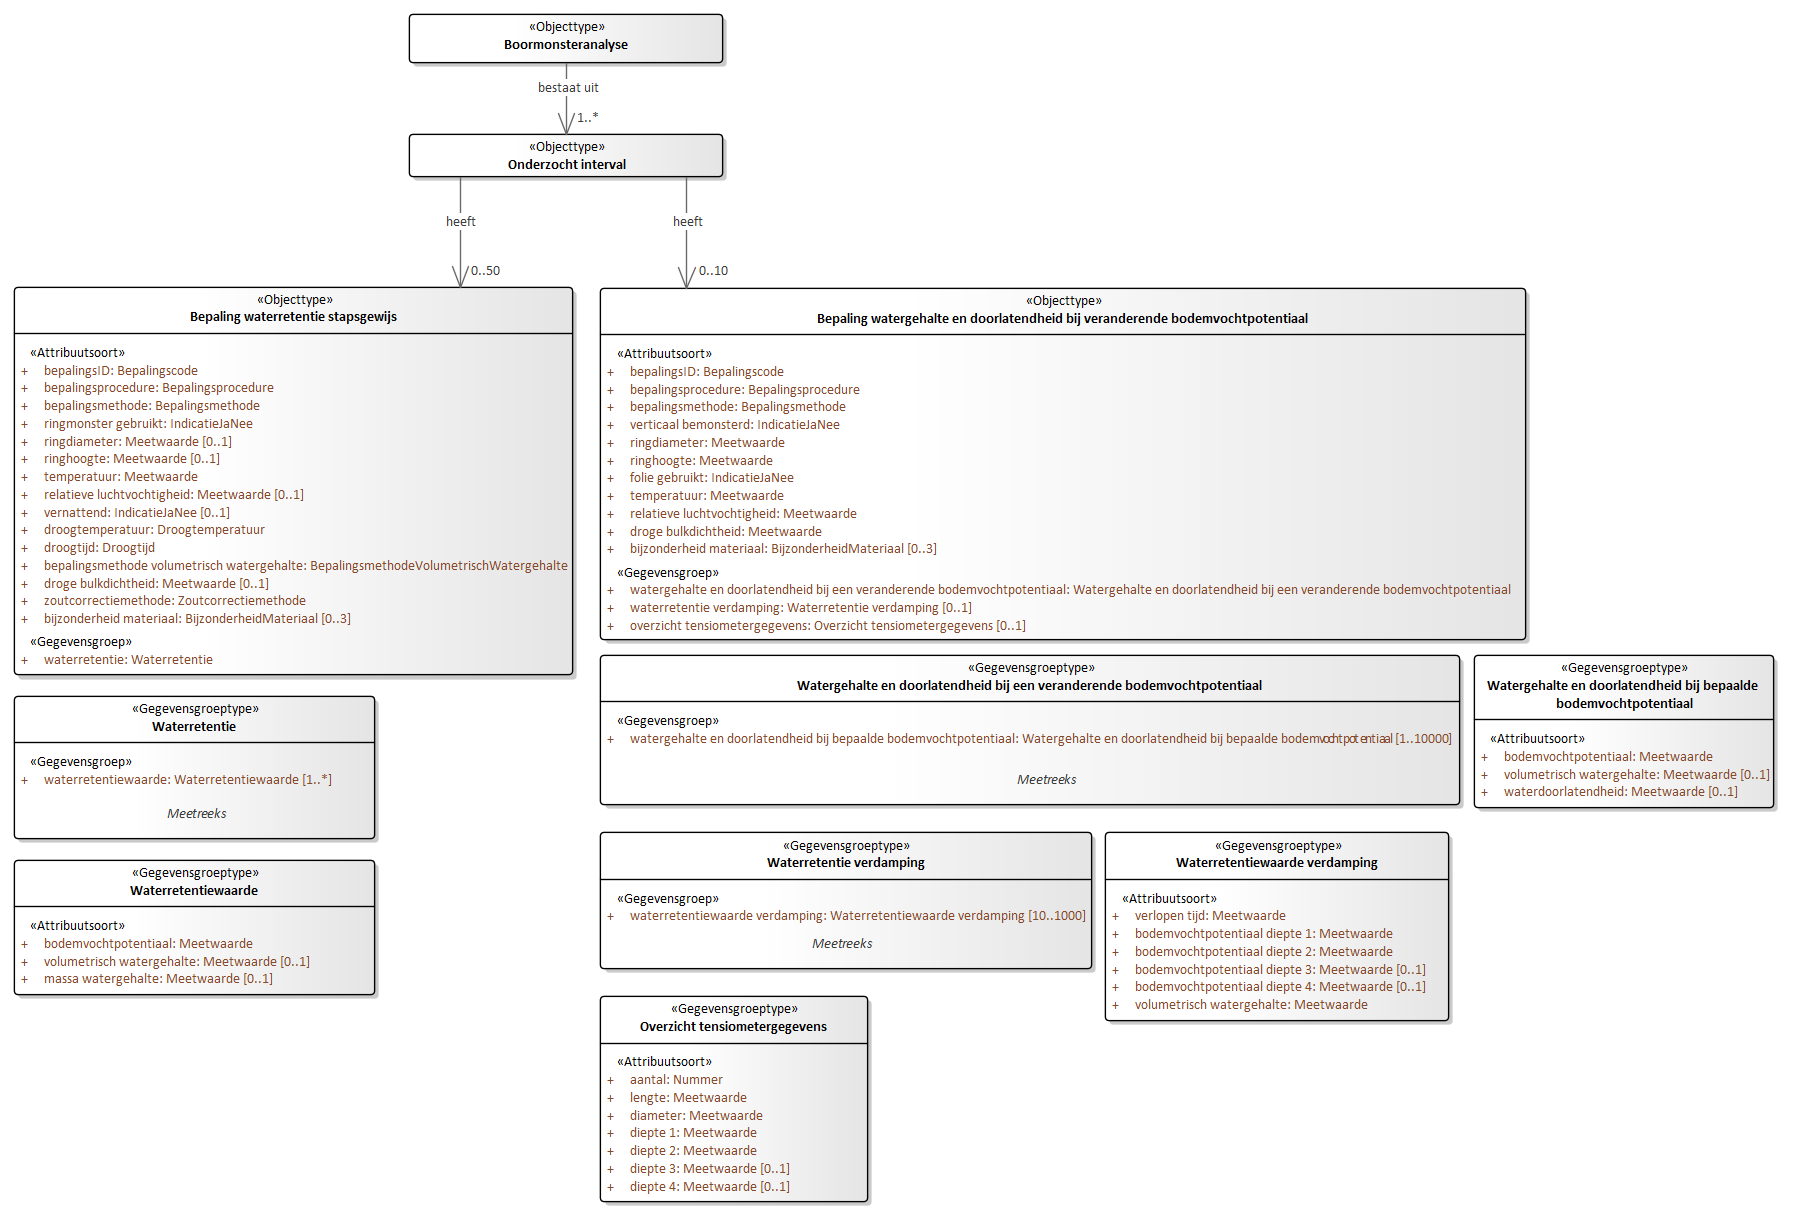 «Objecttype»
Boormonsteranalyse
bestaat uit
1..*
«Objecttype»
Onderzocht interval
heeft
0..50
heeft
0..10
«Objecttype»
Bepaling waterretentie stapsgewijs
«Attribuutsoort»
+ bepalingsID: Bepalingscode
+ bepalingsprocedure: Bepalingsprocedure
+ bepalingsmethode: Bepalingsmethode
+ ringmonster gebruikt: IndicatieJaNee
+ ringdiameter: Meetwaarde [0..1]
+ ringhoogte: Meetwaarde [0..1]
+ temperatuur: Meetwaarde
+ relatieve luchtvochtigheid: Meetwaarde [0..1]
+ vernattend: IndicatieJaNee [0..1]
+ droogtemperatuur: Droogtemperatuur
+ droogtijd: Droogtijd
+ bepalingsmethode volumetrisch watergehalte: BepalingsmethodeVolumetrischWatergehalte
+ droge bulkdichtheid: Meetwaarde [0..1]
+ zoutcorrectiemethode: Zoutcorrectiemethode
+ bijzonderheid materiaal: BijzonderheidMateriaal [0..3]
«Gegevensgroep»
+ waterretentie: Waterretentie
«Objecttype»
Bepaling watergehalte en doorlatendheid bij veranderende bodemvochtpotentiaal
«Attribuutsoort»
+ bepalingsID: Bepalingscode
+ bepalingsprocedure: Bepalingsprocedure
+ bepalingsmethode: Bepalingsmethode
+ verticaal bemonsterd: IndicatieJaNee
+ ringdiameter: Meetwaarde
+ ringhoogte: Meetwaarde
+ folie gebruikt: IndicatieJaNee
+ temperatuur: Meetwaarde
+ relatieve luchtvochtigheid: Meetwaarde
+ droge bulkdichtheid: Meetwaarde
+ bijzonderheid materiaal: BijzonderheidMateriaal [0..3]
«Gegevensgroep»
+ watergehalte en doorlatendheid bij een veranderende bodemvochtpotentiaal: Watergehalte en doorlatendheid bij een veranderende bodemvochtpotentiaal
+ waterretentie verdamping: Waterretentie verdamping [0..1]
+ overzicht tensiometergegevens: Overzicht tensiometergegevens [0..1]
«Gegevensgroeptype»
Waterretentie
«Gegevensgroep»
+ waterretentiewaarde: Waterretentiewaarde [1..*]
Meetreeks
«Gegevensgroeptype»
Waterretentiewaarde
«Attribuutsoort»
+ bodemvochtpotentiaal: Meetwaarde
+ volumetrisch watergehalte: Meetwaarde [0..1]
+ massa watergehalte: Meetwaarde [0..1]
«Gegevensgroeptype»
Watergehalte en doorlatendheid bij een veranderende bodemvochtpotentiaal
«Gegevensgroep»
+ watergehalte en doorlatendheid bij bepaalde bodemvochtpotentiaal: Watergehalte en doorlatendheid bij bepaalde bodemvochtpotentiaal [1..10000]
Meetreeks
«Gegevensgroeptype»
Watergehalte en doorlatendheid bij bepaalde
bodemvochtpotentiaal
«Attribuutsoort»
+ bodemvochtpotentiaal: Meetwaarde
+ volumetrisch watergehalte: Meetwaarde [0..1]
+ waterdoorlatendheid: Meetwaarde [0..1]
«Gegevensgroeptype»
Waterretentie verdamping
«Gegevensgroep»
+ waterretentiewaarde verdamping: Waterretentiewaarde verdamping [10..1000]
Meetreeks
«Gegevensgroeptype»
Waterretentiewaarde verdamping
«Attribuutsoort»
+ verlopen tijd: Meetwaarde
+ bodemvochtpotentiaal diepte 1: Meetwaarde
+ bodemvochtpotentiaal diepte 2: Meetwaarde
+ bodemvochtpotentiaal diepte 3: Meetwaarde [0..1]
+ bodemvochtpotentiaal diepte 4: Meetwaarde [0..1]
+ volumetrisch watergehalte: Meetwaarde
«Gegevensgroeptype»
Overzicht tensiometergegevens
«Attribuutsoort»
+ aantal: Nummer
+ lengte: Meetwaarde
+ diameter: Meetwaarde
+ diepte 1: Meetwaarde
+ diepte 2: Meetwaarde
+ diepte 3: Meetwaarde [0..1]
+ diepte 4: Meetwaarde [0..1]